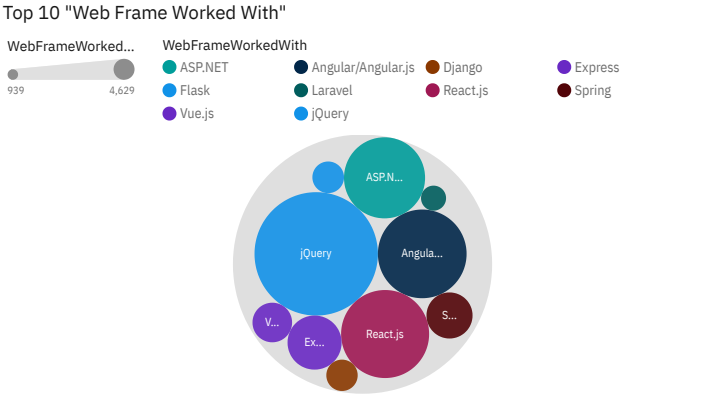 Top 10 "Web Frame Worked With"
WebFrameWorked...
939 4,629
WebFrameWorkedWith
ASP.NET Angular/Angular.js Django Express
Flask Laravel React.js Spring
Vue.js jQuery
ASP.N...
jQuery Angula...
V... Ex... React.js S...